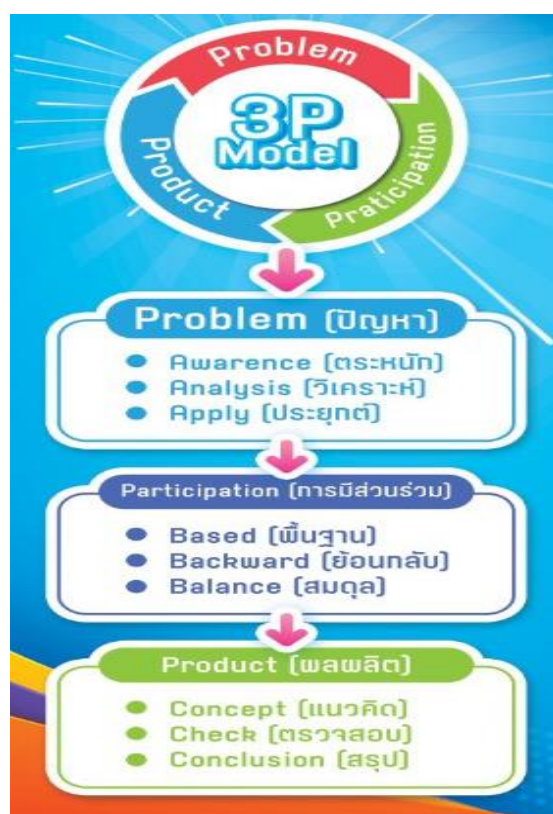 Problem
Praticipation
Product
3P
Model
Problem (ปัญหา)
Awarence (ตระหนัก)
Analysis (วิเคราะห์)
Apply (ประยุกต์)
Participation (การมีส่วนร่วม)
Based (พื้นฐาน)
Backward (ย้อนกลับ)
Balance (สมดุล)
Product (ผลผลิต)
Concept (แนวคิด)
Check (ตรวจสอบ)
Conclusion (สรุป)